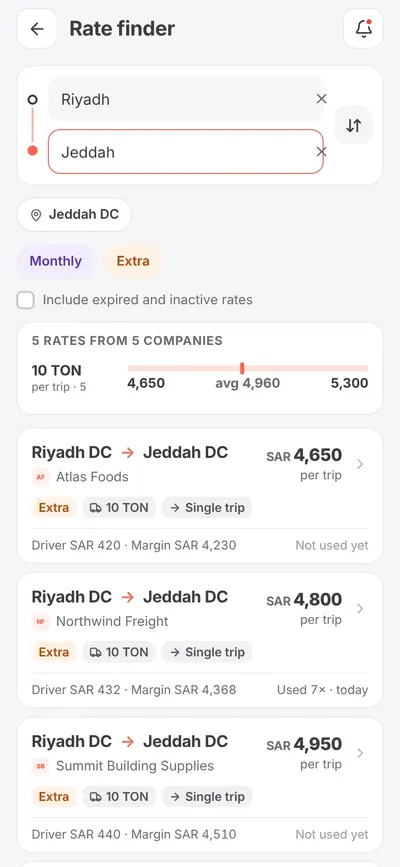 Rate finder
Riyadh
Jeddah
Jeddah DC
Monthly Extra
Include expired and inactive rates
5 RATES FROM 5 COMPANIES
10 TON
per trip · 5
4,650 avg 4,960 5,300
Riyadh DC → Jeddah DC SAR 4,650
AF Atlas Foods per trip
Extra 10 TON → Single trip
Driver SAR 420 · Margin SAR 4,230 Not used yet
Riyadh DC → Jeddah DC SAR 4,800
NF Northwind Freight per trip
Extra 10 TON → Single trip
Driver SAR 432 · Margin SAR 4,368 Used 7× · today
Riyadh DC → Jeddah DC SAR 4,950
SB Summit Building Supplies per trip
Extra 10 TON → Single trip
Driver SAR 440 · Margin SAR 4,510 Not used yet